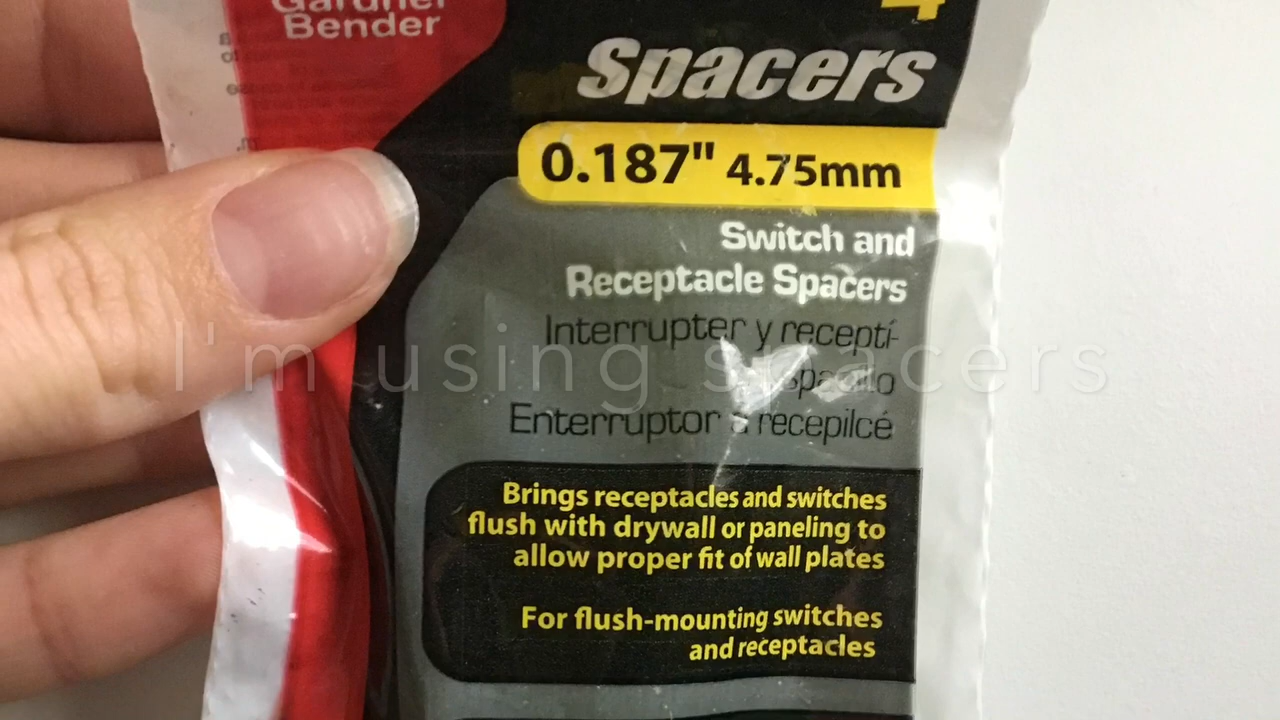 Gardner
Bender
4
Spacers
0.187" 4.75mm
Switch and
Receptacle Spacers
Interrupter y receptí-
I'm using spacers
Enterruptor a recepilcé
Brings receptacles and switches
flush with drywall or paneling to
allow proper fit of wall plates
For flush-mounting switches
and receptacles